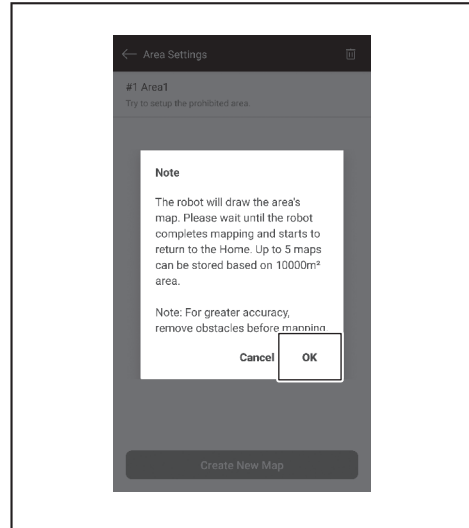 Area Settings
#1 Area1
Try to setup the prohibited area.
Note
The robot will draw the area's
map. Please wait until the robot
completes mapping and starts to
return to the Home. Up to 5 maps
can be stored based on 10000m²
area.
Note: For greater accuracy,
remove obstacles before mapping.
Cancel OK
Create New Map